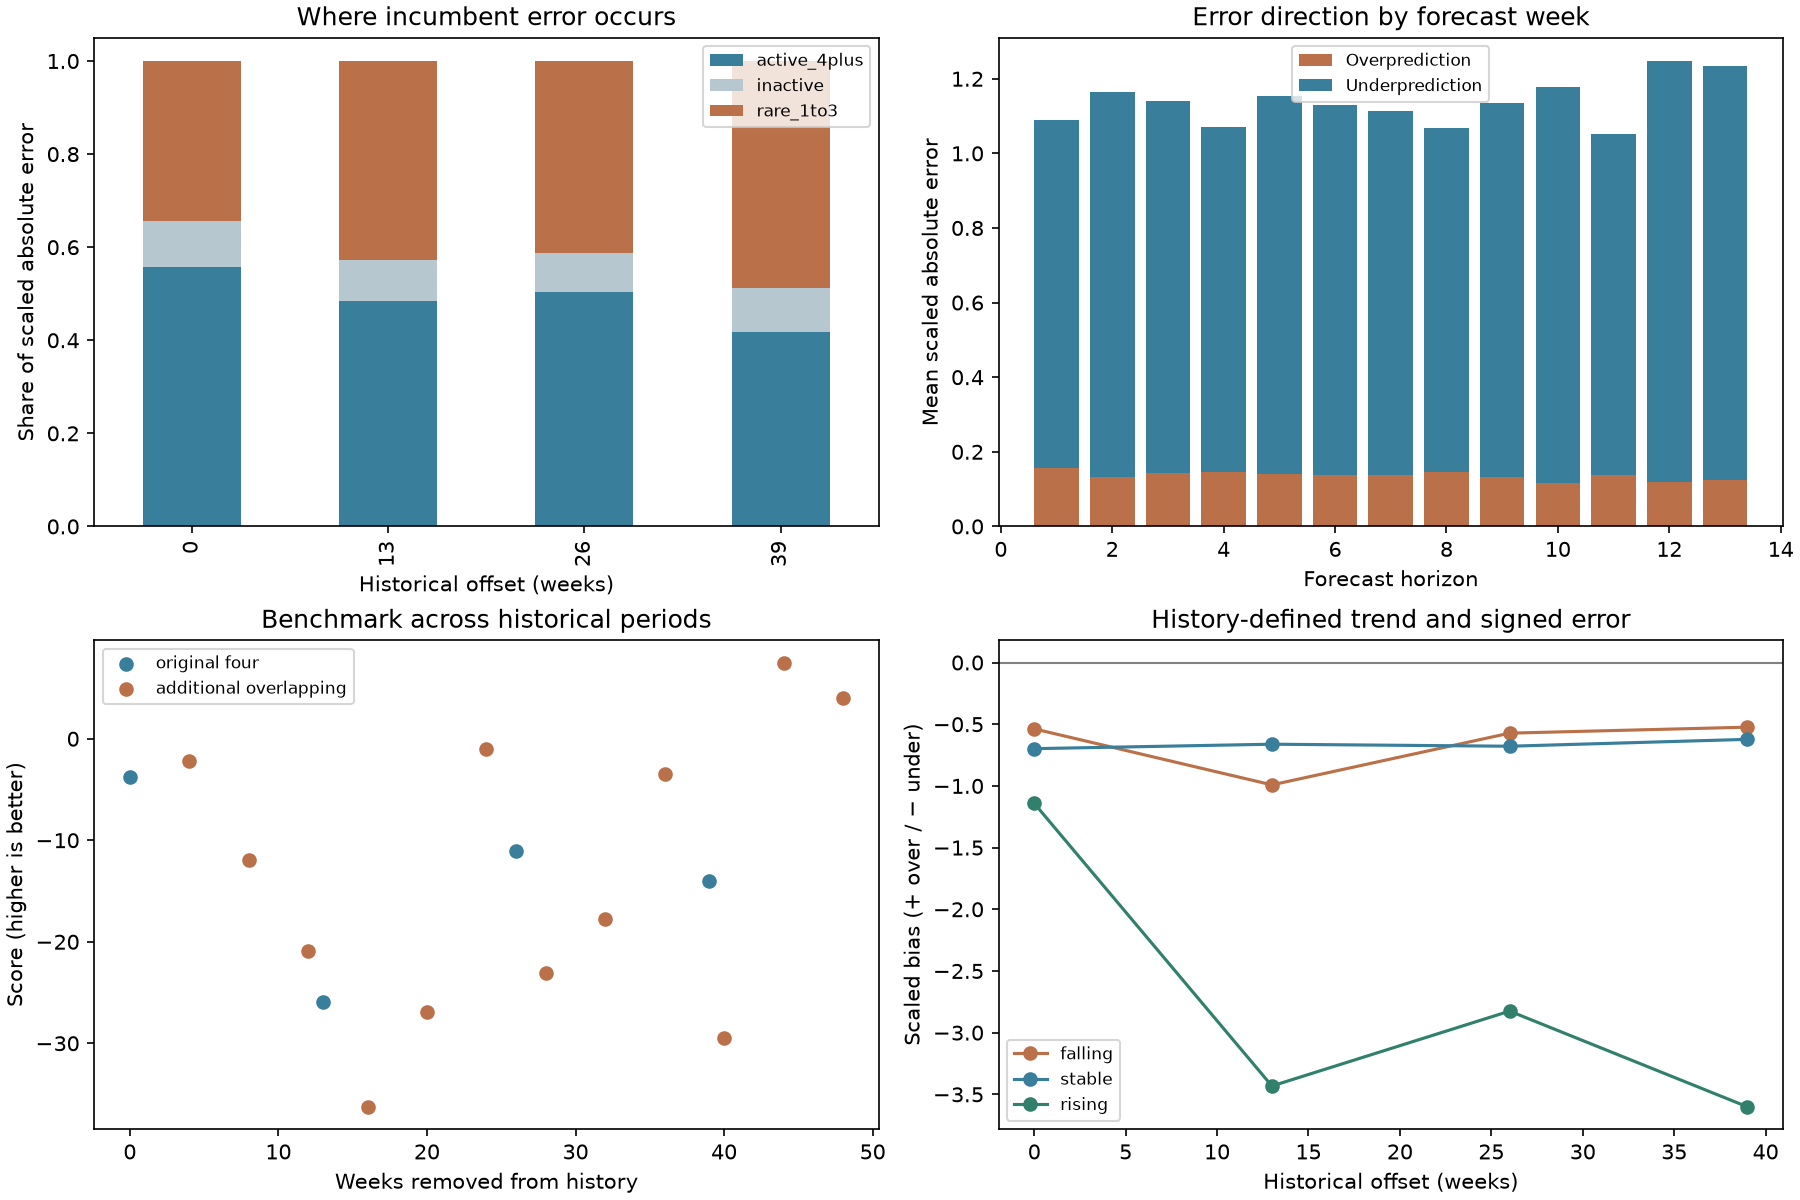 Where incumbent error occurs
Share of scaled absolute error
1.0
0.8
0.6
0.4
0.2
0.0
active_4plus
inactive
rare_1to3
0
13
26
39
Historical offset (weeks)
Error direction by forecast week
Mean scaled absolute error
1.2
1.0
0.8
0.6
0.4
0.2
0.0
Overprediction
Underprediction
0 2 4 6 8 10 12 14
Forecast horizon
Benchmark across historical periods
Score (higher is better)
0
−10
−20
−30
original four
additional overlapping
0 10 20 30 40 50
Weeks removed from history
History-defined trend and signed error
Scaled bias (+ over / − under)
0.0
−0.5
−1.0
−1.5
−2.0
−2.5
−3.0
−3.5
falling
stable
rising
0 5 10 15 20 25 30 35 40
Historical offset (weeks)